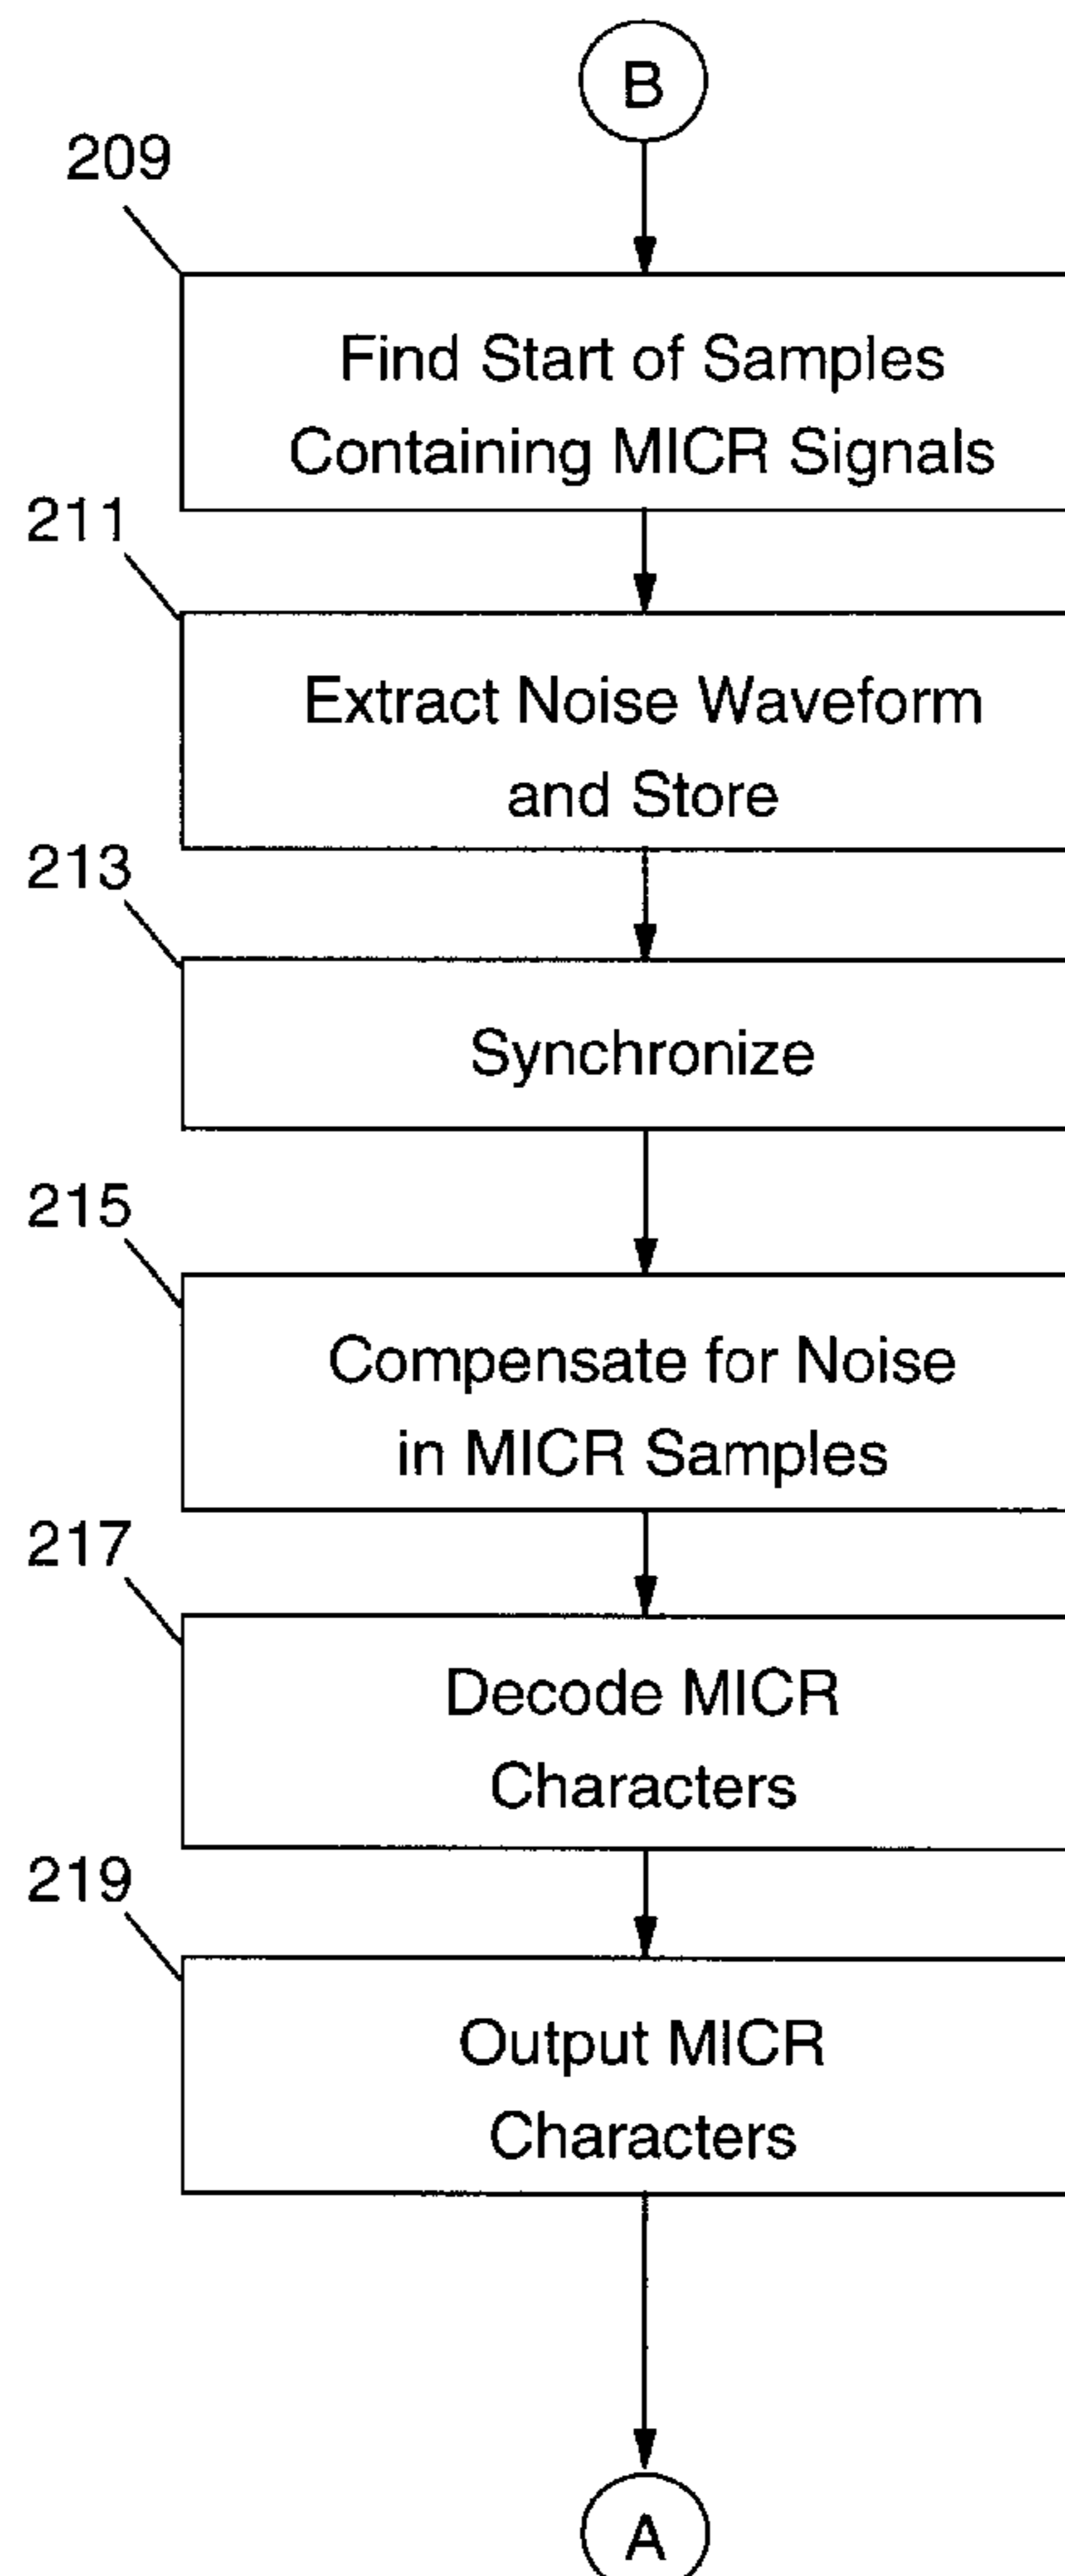 B
209
Find Start of Samples
Containing MICR Signals
211
Extract Noise Waveform
and Store
213
Synchronize
215
Compensate for Noise
in MICR Samples
217
Decode MICR
Characters
219
Output MICR
Characters
A